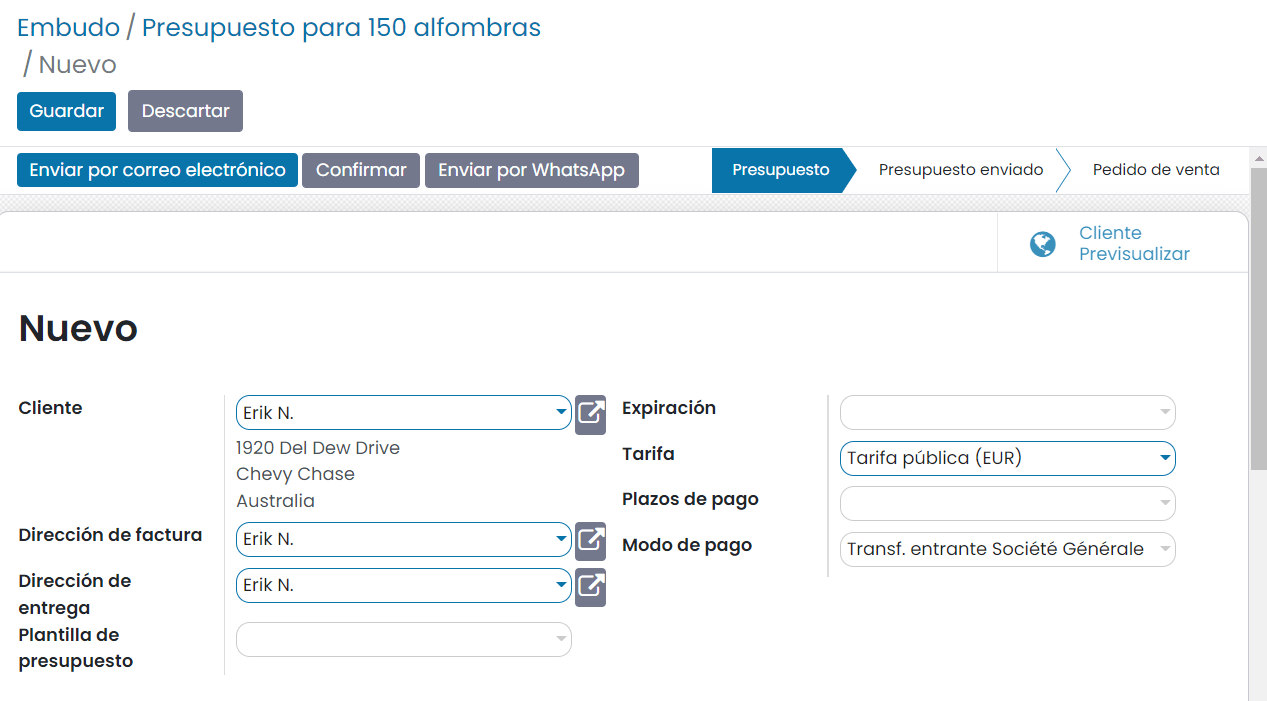 Embudo / Presupuesto para 150 alfombras
/ Nuevo
Guardar Descartar
Enviar por correo electrónico Confirmar Enviar por WhatsApp Presupuesto Presupuesto enviado Pedido de venta
Cliente
Previsualizar
Nuevo
Cliente Erik N.
1920 Del Dew Drive
Chevy Chase
Australia
Dirección de factura Erik N.
Dirección de
entrega
Erik N.
Plantilla de
presupuesto
Expiración
Tarifa Tarifa pública (EUR)
Plazos de pago
Modo de pago Transf. entrante Société Générale